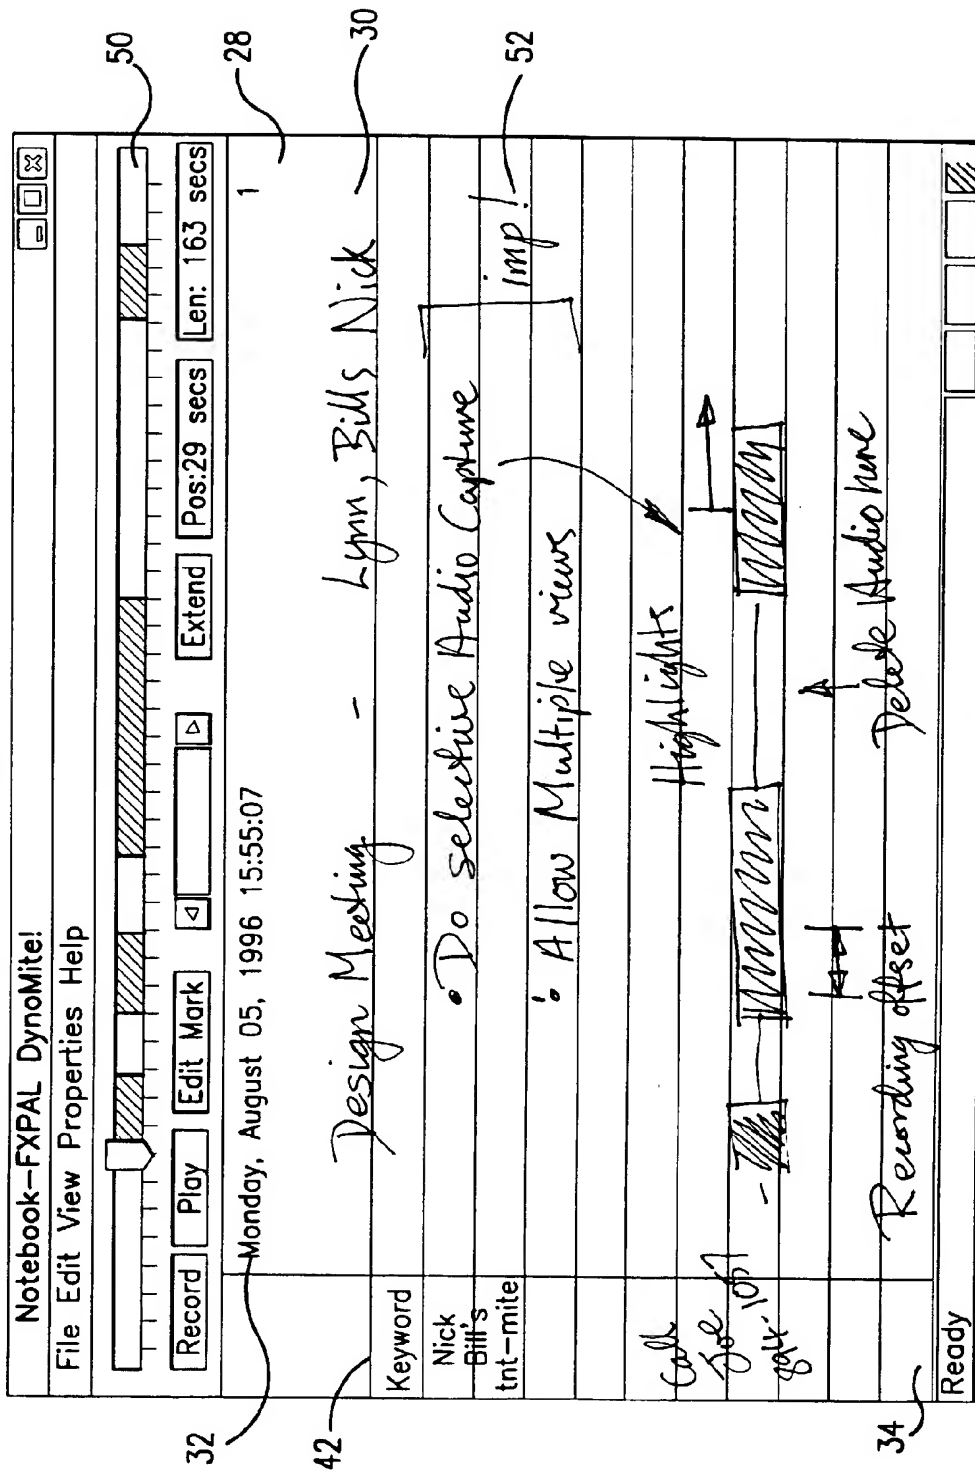 Notebook-FXPAL DynoMite!
File Edit View Properties Help
50
Record Play Edit Mark Extend Pos:29 secs Len: 163 secs
32
Monday, August 05, 1996 15:55:07
1
28
Design Meeting - Lynn, Bills Nick
30
42
Keyword
Nick
Bill's
tnt-mite
• Do selective Audio Capture
imp!
52
• Allow Multiple views
Highlights
Call
Joe
Recording offset
Delete Audio here
34
Ready